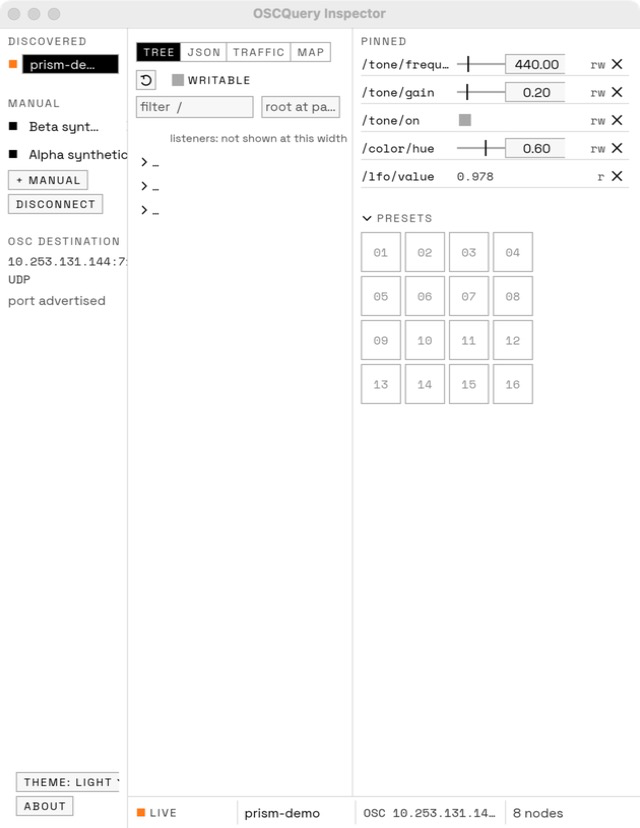 OSCQuery Inspector
DISCOVERED
prism-de...
MANUAL
Beta synt...
Alpha synthetic
+ MANUAL
DISCONNECT
OSC DESTINATION
10.253.131.144:7
UDP
port advertised
THEME: LIGHT
ABOUT
TREE JSON TRAFFIC MAP
WRITABLE
filter / root at pa...
listeners: not shown at this width
PINNED
/tone/frequ… 440.00 rw
/tone/gain 0.20 rw
/tone/on rw
/color/hue 0.60 rw
/lfo/value 0.978 r
PRESETS
01 02 03 04
05 06 07 08
09 10 11 12
13 14 15 16
LIVE prism-demo OSC 10.253.131.14… 8 nodes